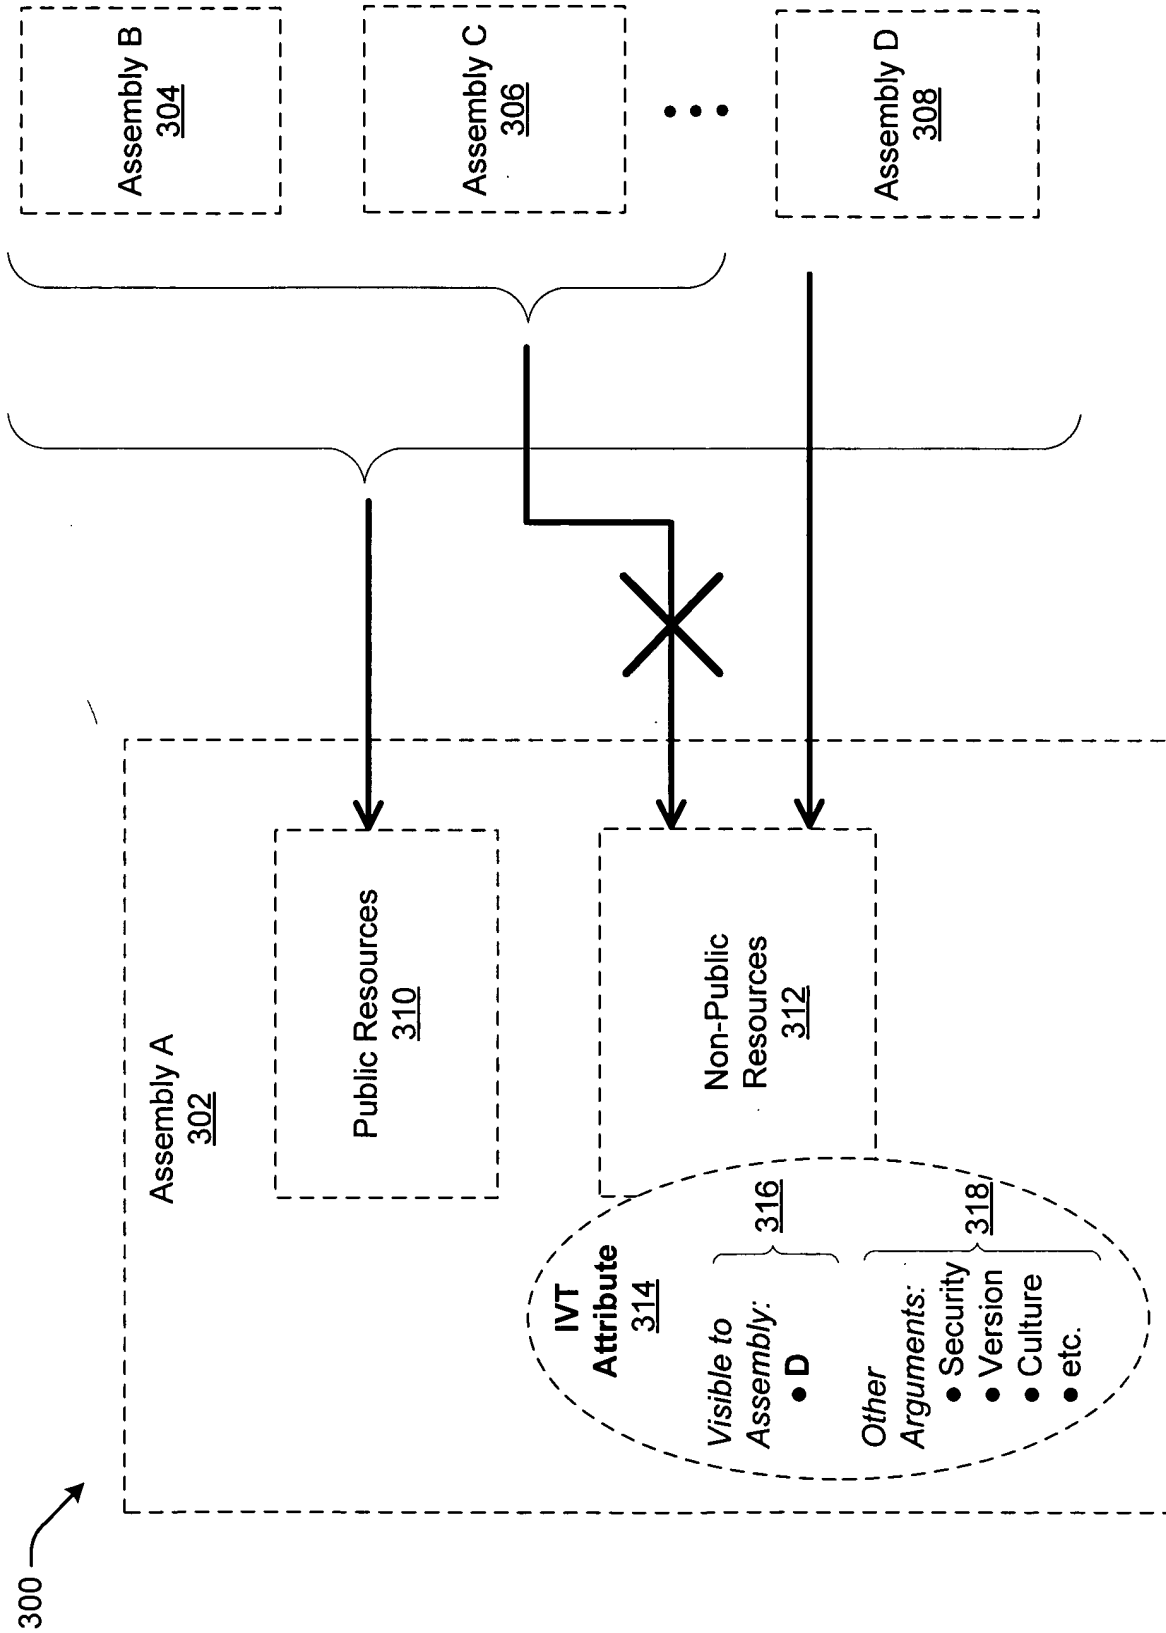 300
Assembly A
302
Public Resources
310
Non-Public
Resources
312
IVT
Attribute
314
Visible to
Assembly:
• D
316
Other
Arguments:
• Security
• Version
• Culture
• etc.
318
Assembly B
304
Assembly C
306
Assembly D
308